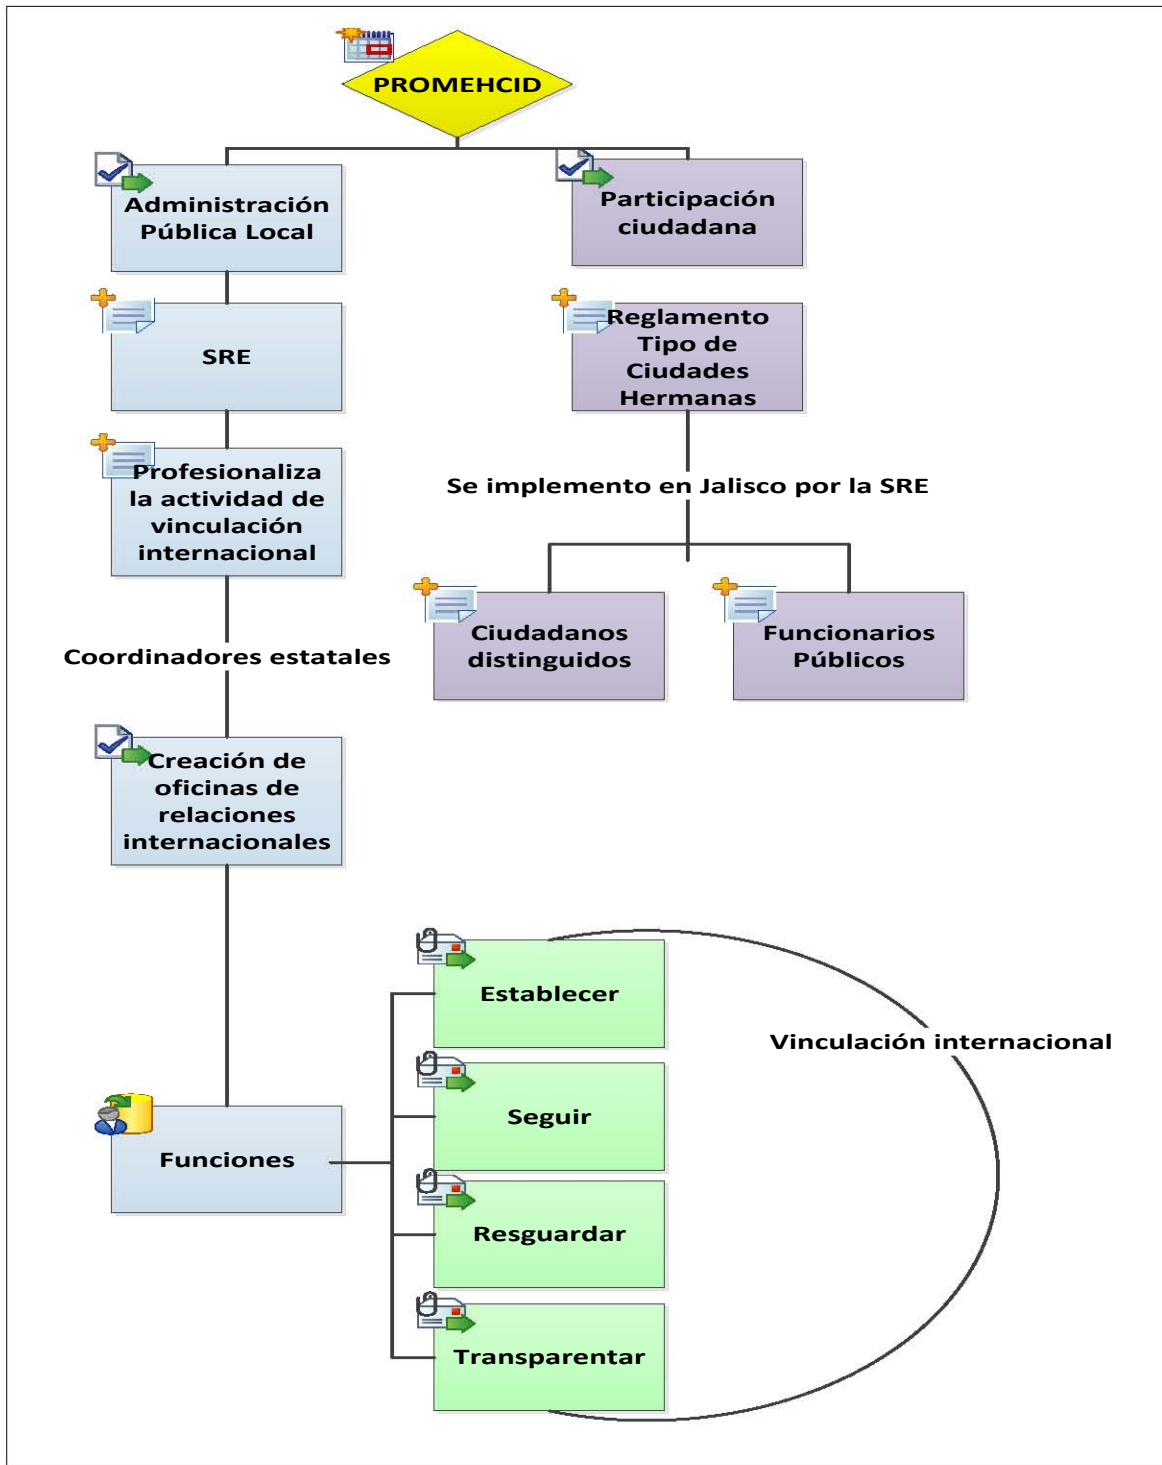 PROMEHCID
Administración
Pública Local
Participación
ciudadana
SRE
Reglamento
Tipo de
Ciudades
Hermanas
Profesionaliza
la actividad de
vinculación
internacional
Se implemento en Jalisco por la SRE
Ciudadanos
distinguidos
Funcionarios
Públicos
Coordinadores estatales
Creación de
oficinas de
relaciones
internacionales
Establecer
Vinculación internacional
Seguir
Funciones
Resguardar
Transparentar